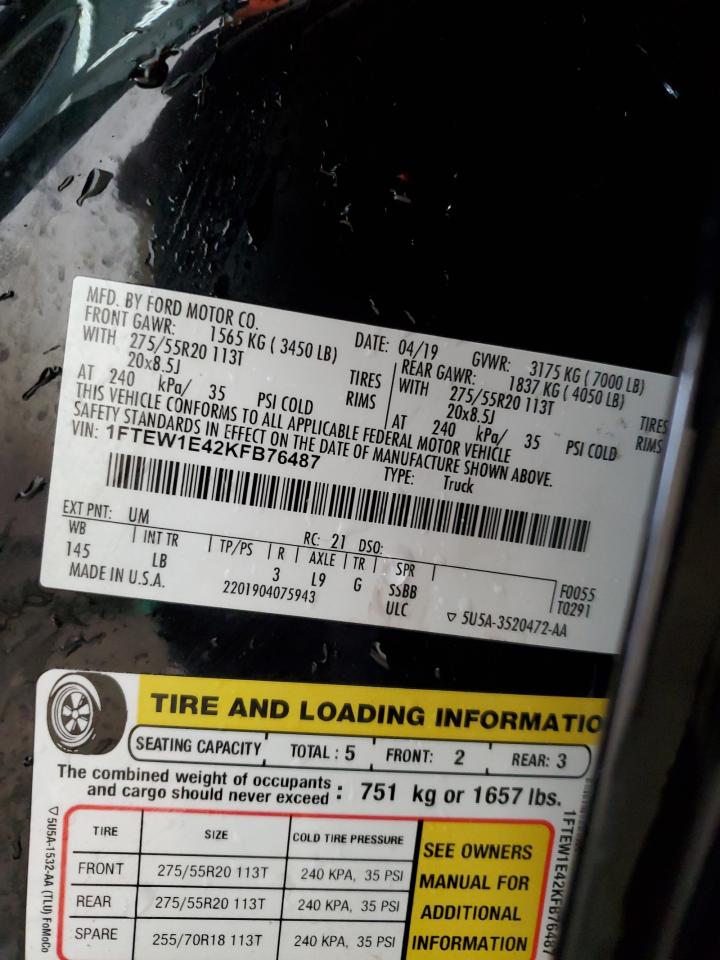 MFD. BY FORD MOTOR CO.
DATE: 04/19 GVWR: 3175 KG ( 7000 LB)
FRONT GAWR: 1565 KG ( 3450 LB) REAR GAWR: 1837 KG ( 4050 LB)
WITH 275/55R20 113T TIRES WITH 275/55R20 113T TIRES
20x8.5J RIMS 20x8.5J RIMS
AT 240 kPa/ 35 PSI COLD AT 240 kPa/ 35 PSI COLD
THIS VEHICLE CONFORMS TO ALL APPLICABLE FEDERAL MOTOR VEHICLE
SAFETY STANDARDS IN EFFECT ON THE DATE OF MANUFACTURE SHOWN ABOVE.
VIN: 1FTEW1E42KFB76487
TYPE: Truck
EXT PNT: UM RC: 21 DSO:
WB INT TR TP/PS R AXLE TR SPR
145 LB 3 L9 G SSBB F0055
ULC T0291
MADE IN U.S.A. 2201904075943 5U5A-3520472-AA
TIRE AND LOADING INFORMATIO
SEATING CAPACITY TOTAL : 5 FRONT: 2 REAR: 3
The combined weight of occupants
and cargo should never exceed : 751 kg or 1657 lbs.
TIRE SIZE COLD TIRE PRESSURE
FRONT 275/55R20 113T 240 KPA, 35 PSI
REAR 275/55R20 113T 240 KPA, 35 PSI
SPARE 255/70R18 113T 240 KPA, 35 PSI
SEE OWNERS
MANUAL FOR
ADDITIONAL
INFORMATION
5U5A-1532-AA (TLU) FoMoCo
1FTEW1E42KFB76487